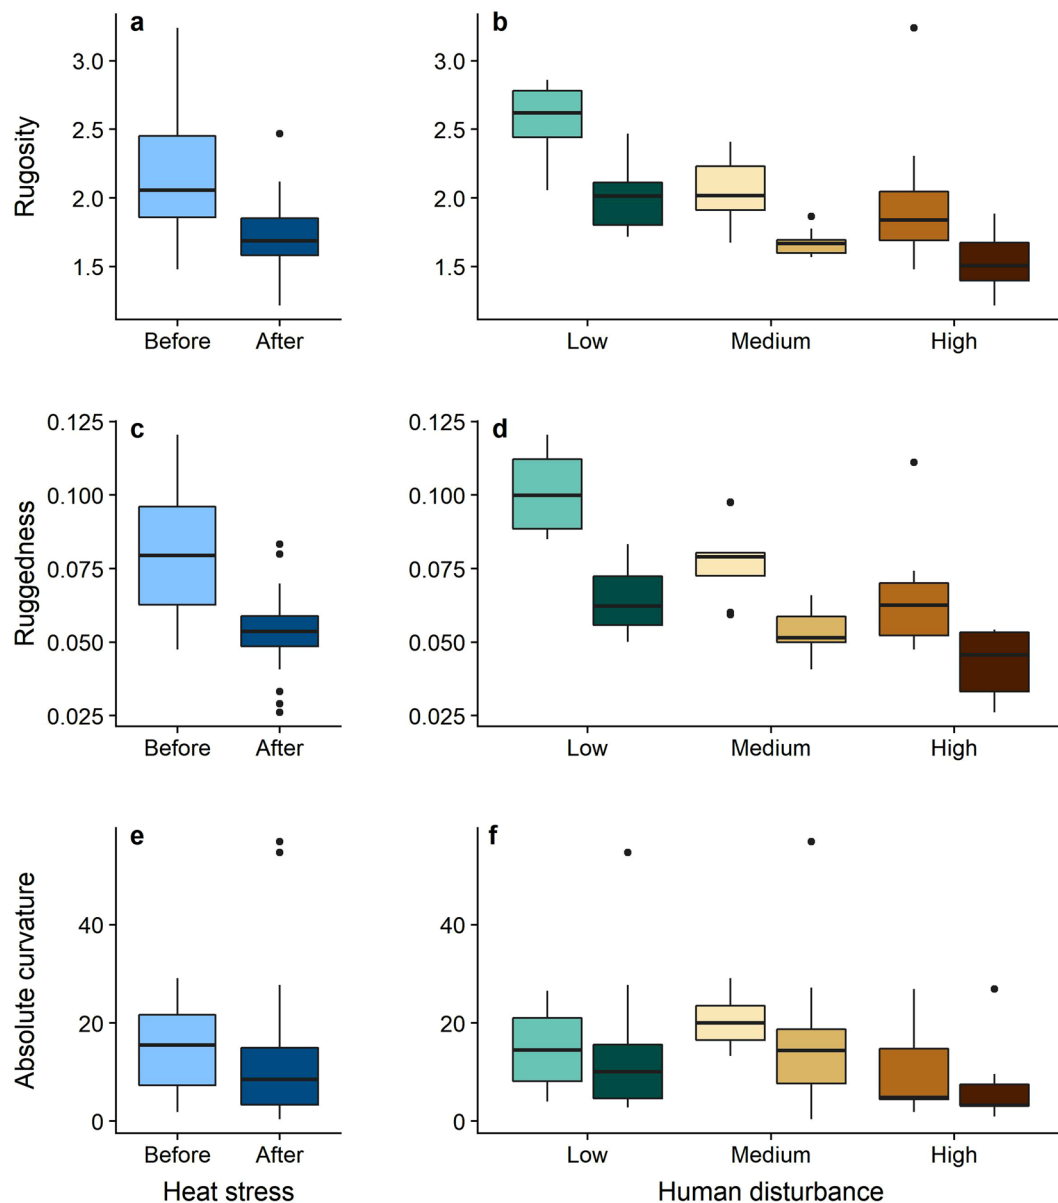 a
b
3.0
2.5
2.0
1.5
Rugosity
Before After
3.0
2.5
2.0
1.5
Low Medium High
c
d
0.125
0.100
0.075
0.050
0.025
Ruggedness
Before After
0.125
0.100
0.075
0.050
0.025
Low Medium High
e
f
40
20
0
Absolute curvature
Before After
Heat stress
40
20
0
Low Medium High
Human disturbance